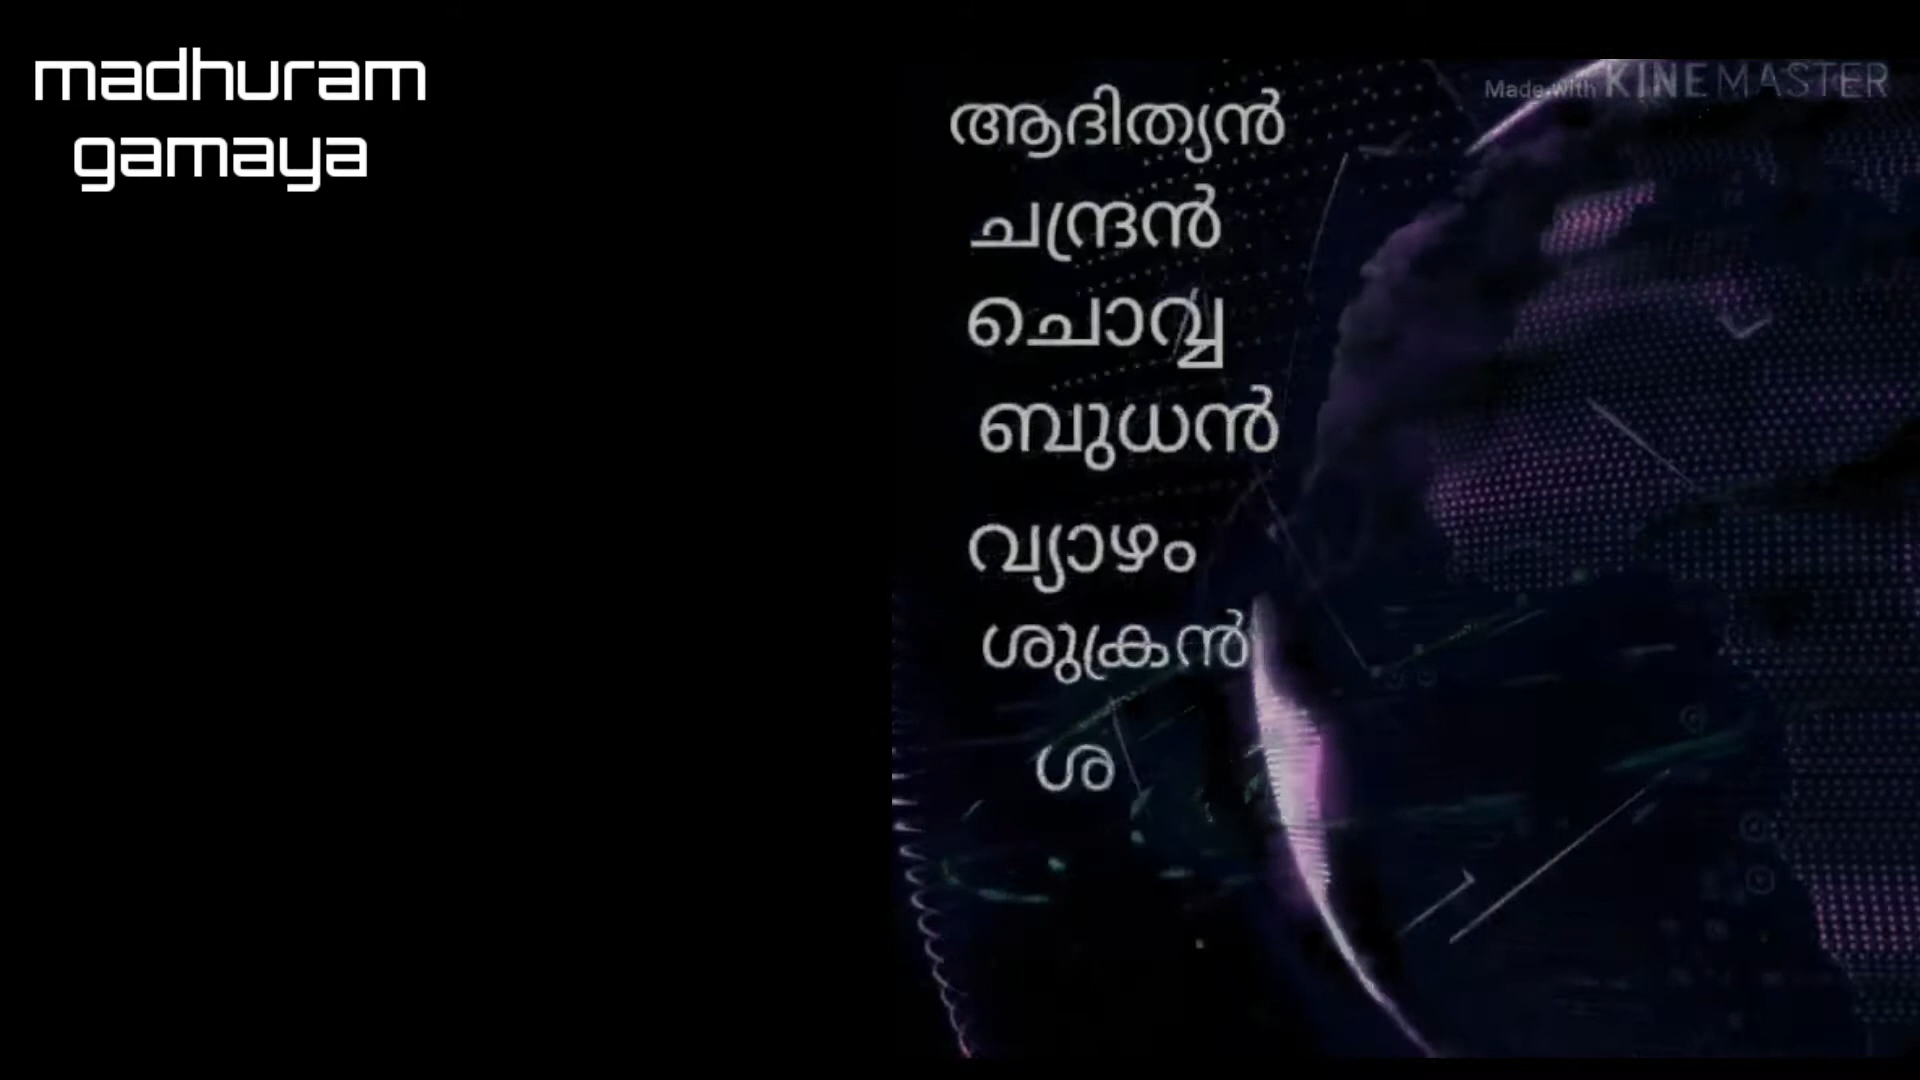 madhuram
gamaya
Made with KINEMASTER
ആദിത്യൻ
ചന്ദ്രൻ
ചൊവ്വ
ബുധൻ
വ്യാഴം
ശുക്രൻ
ശ